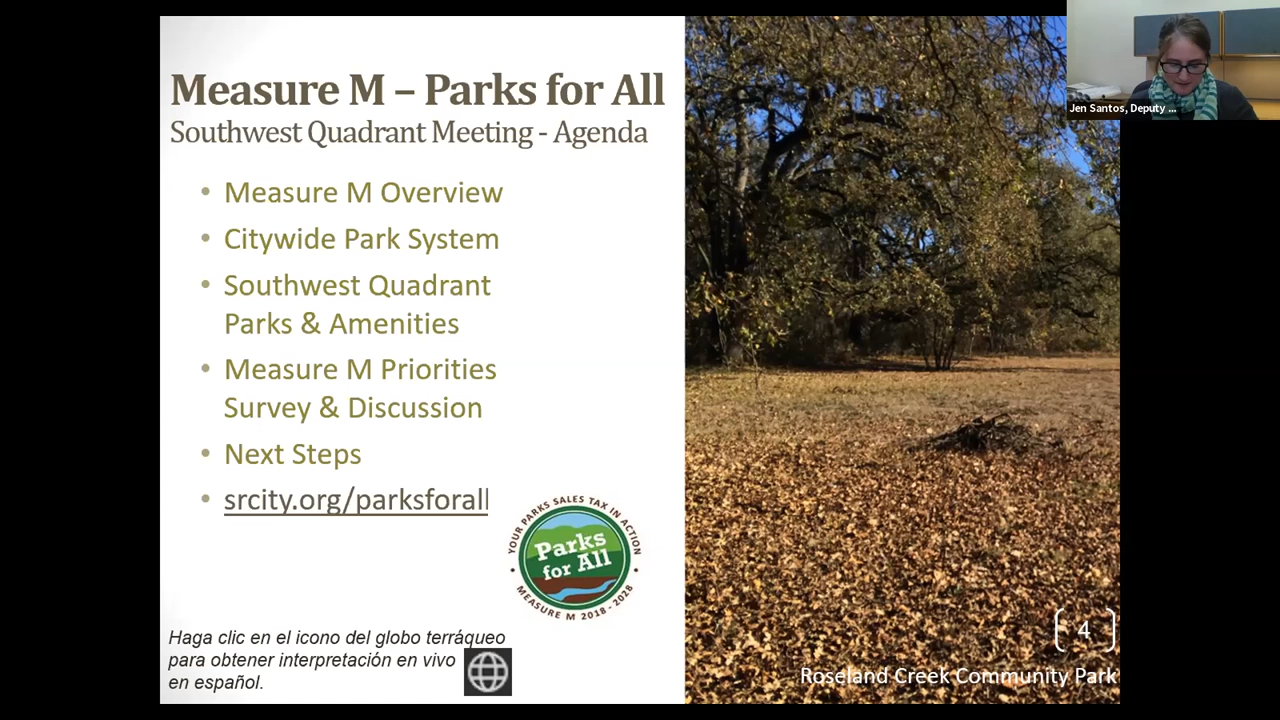 Measure M – Parks for All
Southwest Quadrant Meeting - Agenda
• Measure M Overview
• Citywide Park System
• Southwest Quadrant
Parks & Amenities
• Measure M Priorities
Survey & Discussion
• Next Steps
• srcity.org/parksforall
YOUR PARKS SALES TAX IN ACTION
Parks
for All
• MEASURE M 2018 - 2028 •
Haga clic en el icono del globo terráqueo
para obtener interpretación en vivo
en español.
4
Roseland Creek Community Park
Jen Santos, Deputy ...